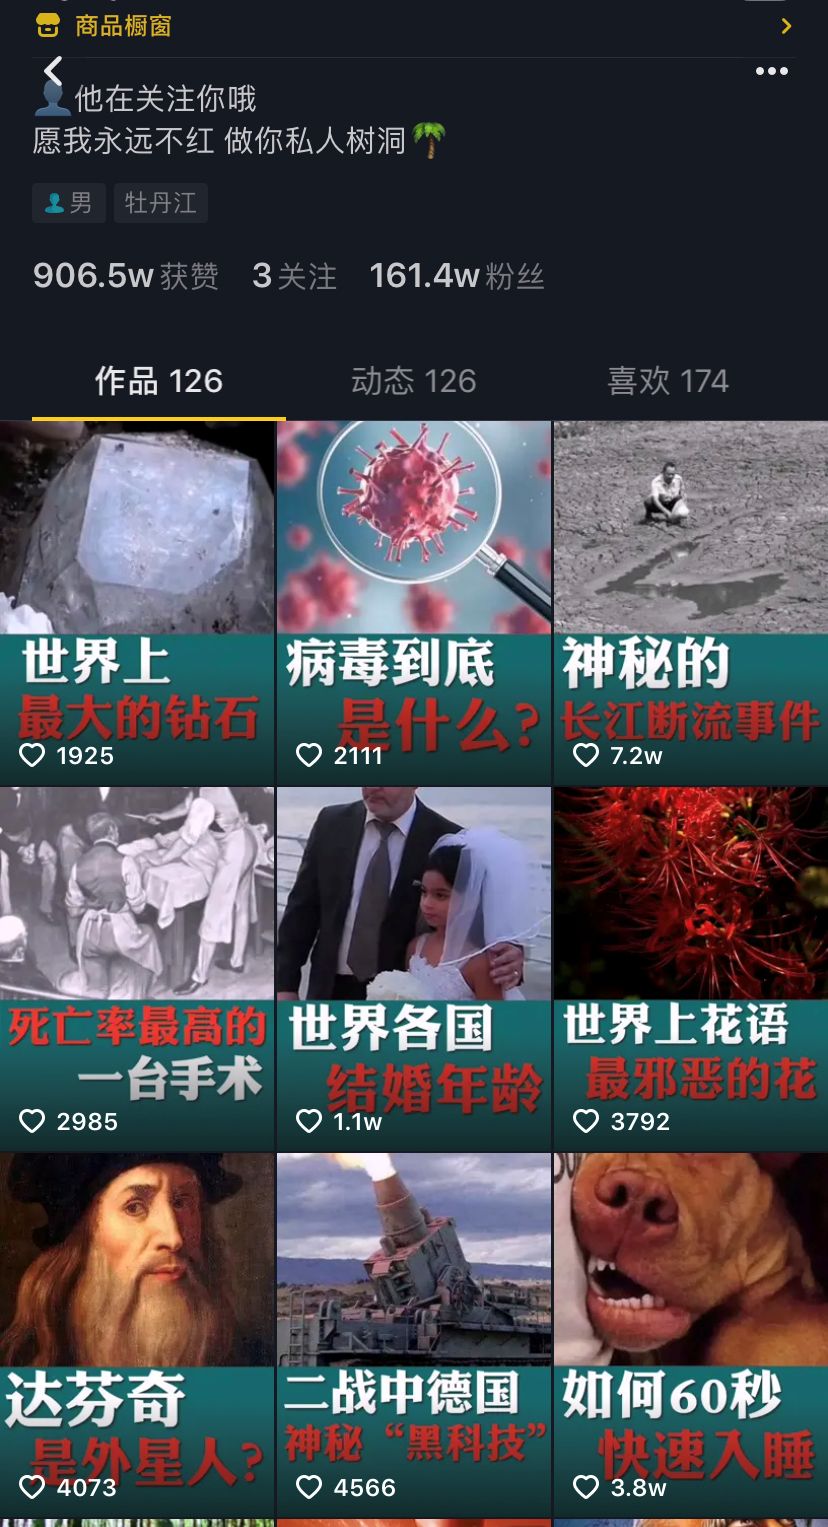 商品橱窗
他在关注你哦
愿我永远不红 做你私人树洞
男 牡丹江
906.5w获赞 3关注 161.4w粉丝
作品 126 动态 126 喜欢 174
世界上
最大的钻石
1925
病毒到底
是什么?
2111
神秘的
长江断流事件
7.2w
死亡率最高的
一台手术
2985
世界各国
结婚年龄
1.1w
世界上花语
最邪恶的花
3792
达芬奇
是外星人?
4073
二战中德国
神秘“黑科技”
4566
如何60秒
快速入睡
3.8w